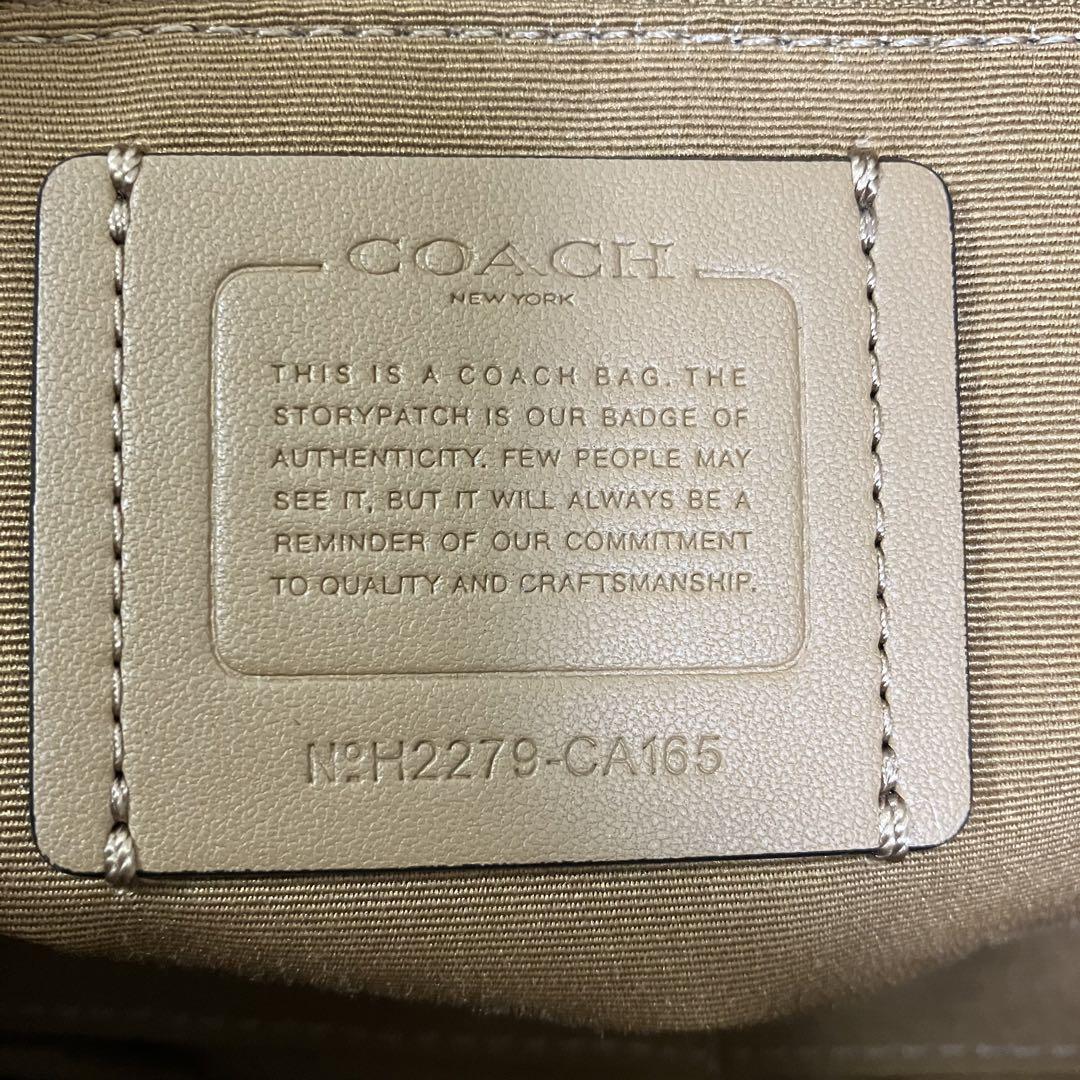 COACH
NEW YORK
THIS IS A COACH BAG. THE
STORYPATCH IS OUR BADGE OF
AUTHENTICITY. FEW PEOPLE MAY
SEE IT, BUT IT WILL ALWAYS BE A
REMINDER OF OUR COMMITMENT
TO QUALITY AND CRAFTSMANSHIP.
NºH2279-CA165